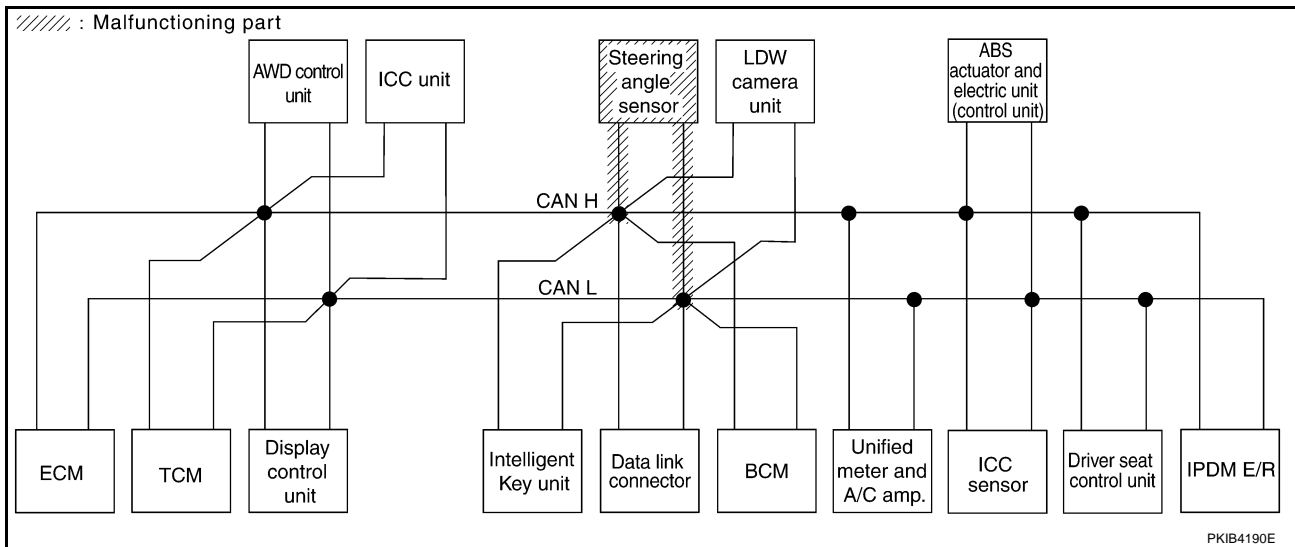 : Malfunctioning part
AWD control
unit
ICC unit
Steering
angle
sensor
LDW
camera
unit
ABS
actuator and
electric unit
(control unit)
CAN H
CAN L
ECM
TCM
Display
control
unit
Intelligent
Key unit
Data link
connector
BCM
Unified
meter and
A/C amp.
ICC
sensor
Driver seat
control unit
IPDM E/R
PKIB4190E